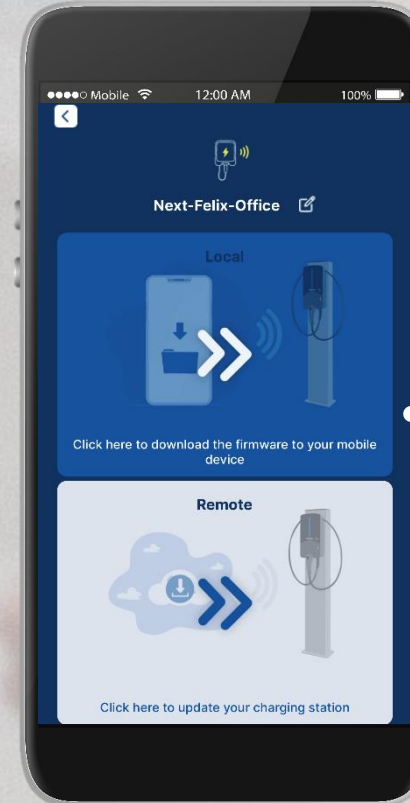 Mobile 12:00 AM 100%
Next-Felix-Office
Local
Click here to download the firmware to your mobile
device
Remote
Click here to update your charging station